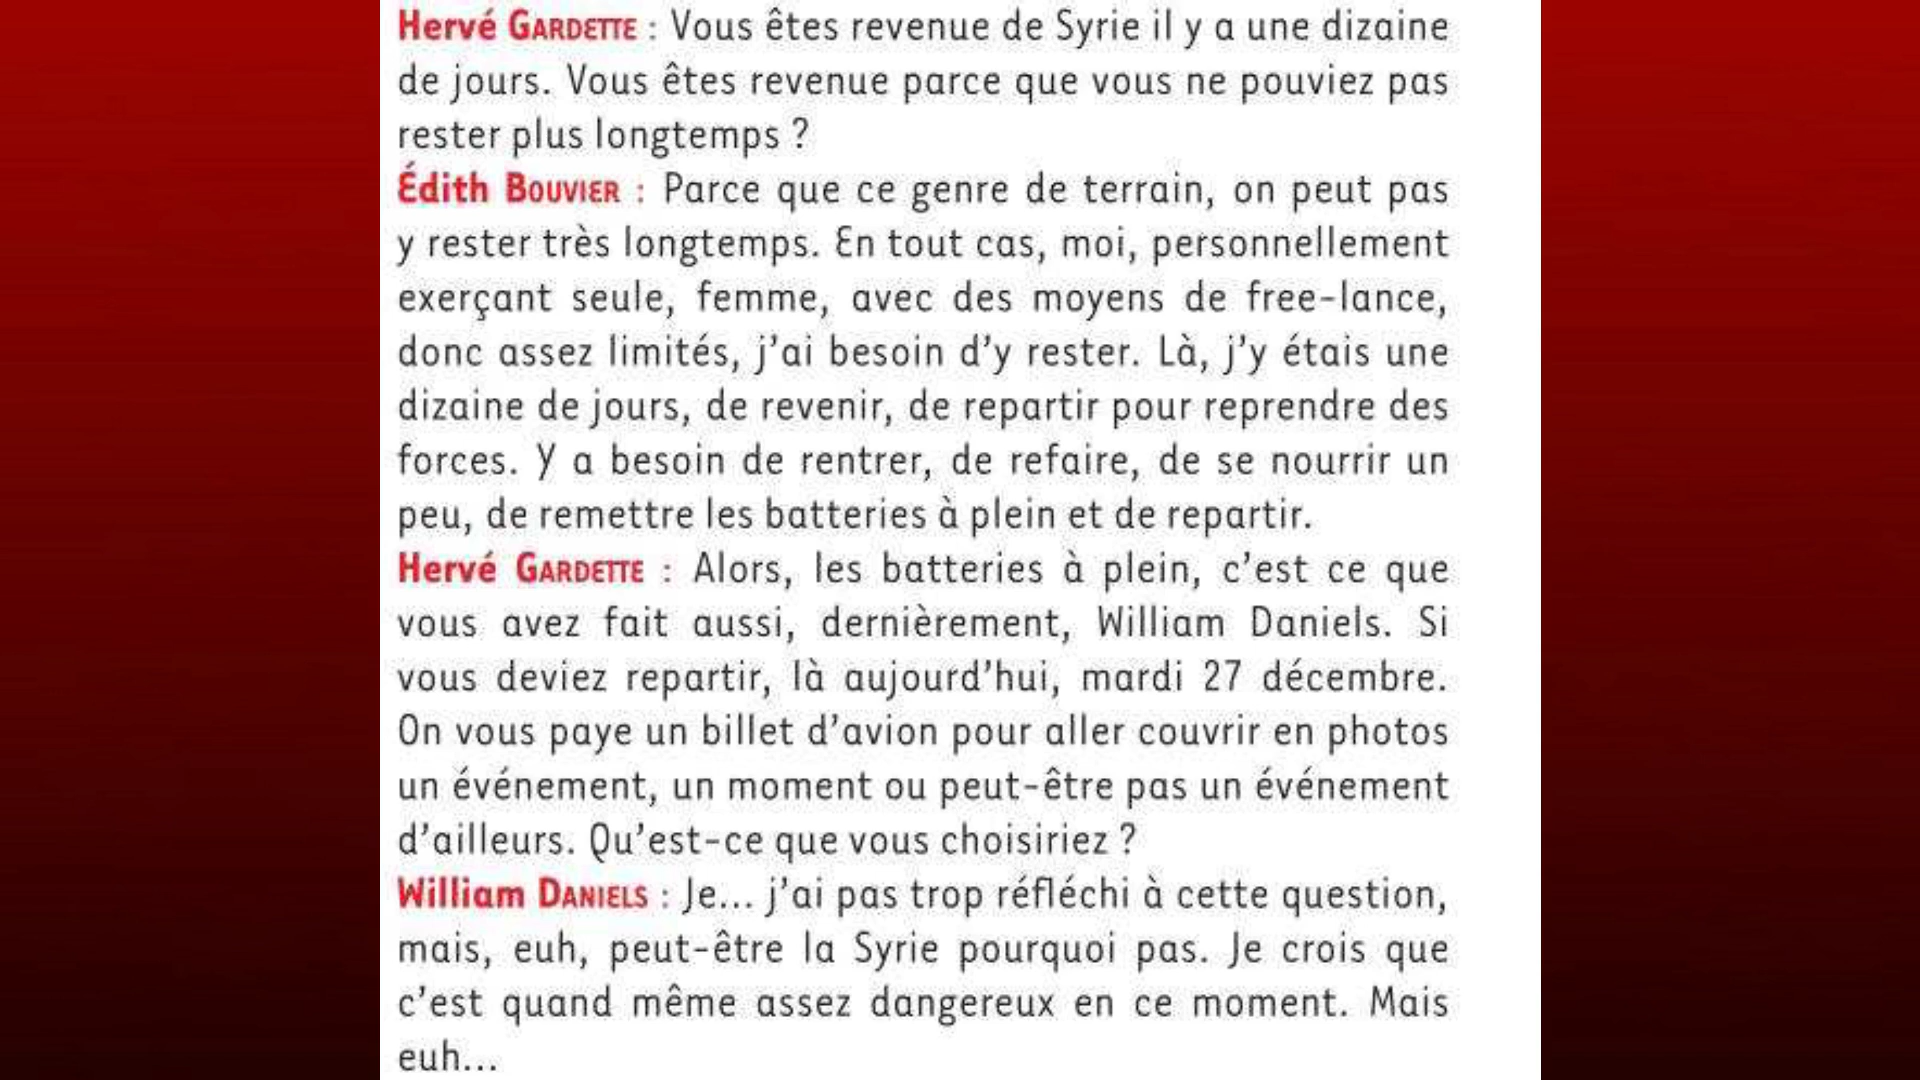 Hervé GARDETTE : Vous êtes revenue de Syrie il y a une dizaine
de jours. Vous êtes revenue parce que vous ne pouviez pas
rester plus longtemps ?
Édith BOUVIER : Parce que ce genre de terrain, on peut pas
y rester très longtemps. En tout cas, moi, personnellement
exerçant seule, femme, avec des moyens de free-lance,
donc assez limités, j'ai besoin d'y rester. Là, j'y étais une
dizaine de jours, de revenir, de repartir pour reprendre des
forces. Y a besoin de rentrer, de refaire, de se nourrir un
peu, de remettre les batteries à plein et de repartir.
Hervé GARDETTE : Alors, les batteries à plein, c'est ce que
vous avez fait aussi, dernièrement, William Daniels. Si
vous deviez repartir, là aujourd'hui, mardi 27 décembre.
On vous paye un billet d'avion pour aller couvrir en photos
un événement, un moment ou peut-être pas un événement
d'ailleurs. Qu'est-ce que vous choisiriez ?
William DANIELS : Je... j'ai pas trop réfléchi à cette question,
mais, euh, peut-être la Syrie pourquoi pas. Je crois que
c'est quand même assez dangereux en ce moment. Mais
euh...